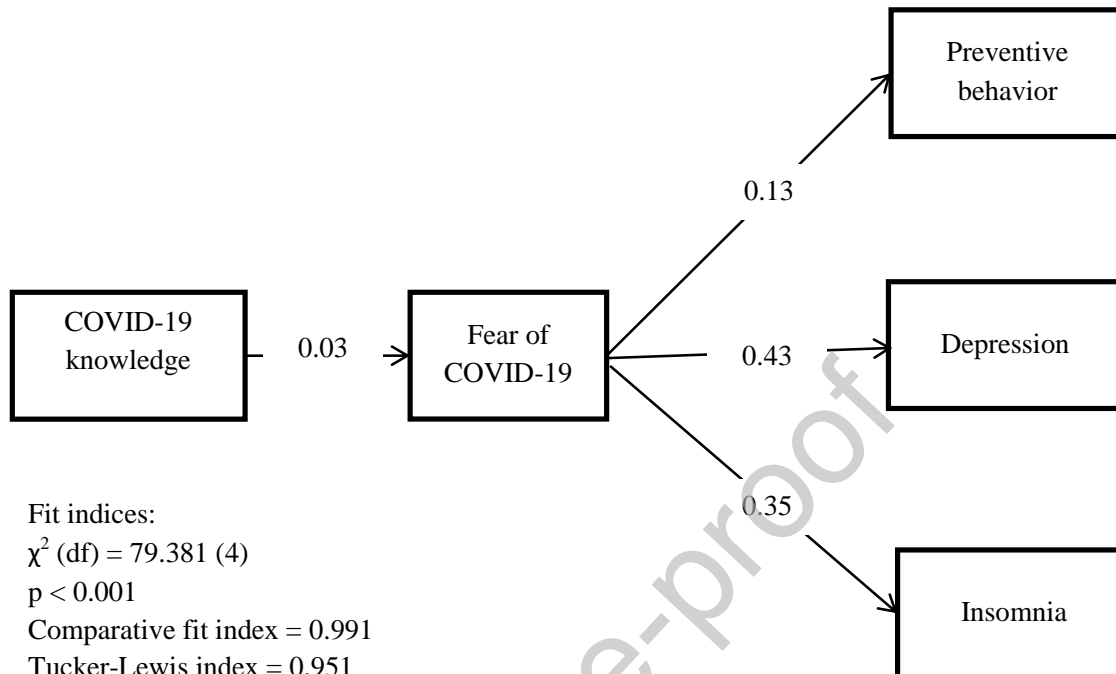 Preventive
behavior
0.13
COVID-19
knowledge
0.03
Fear of
COVID-19
0.43
Depression
0.35
Insomnia
Fit indices:
χ² (df) = 79.381 (4)
p < 0.001
Comparative fit index = 0.991
Tucker-Lewis index = 0.951
e-proof